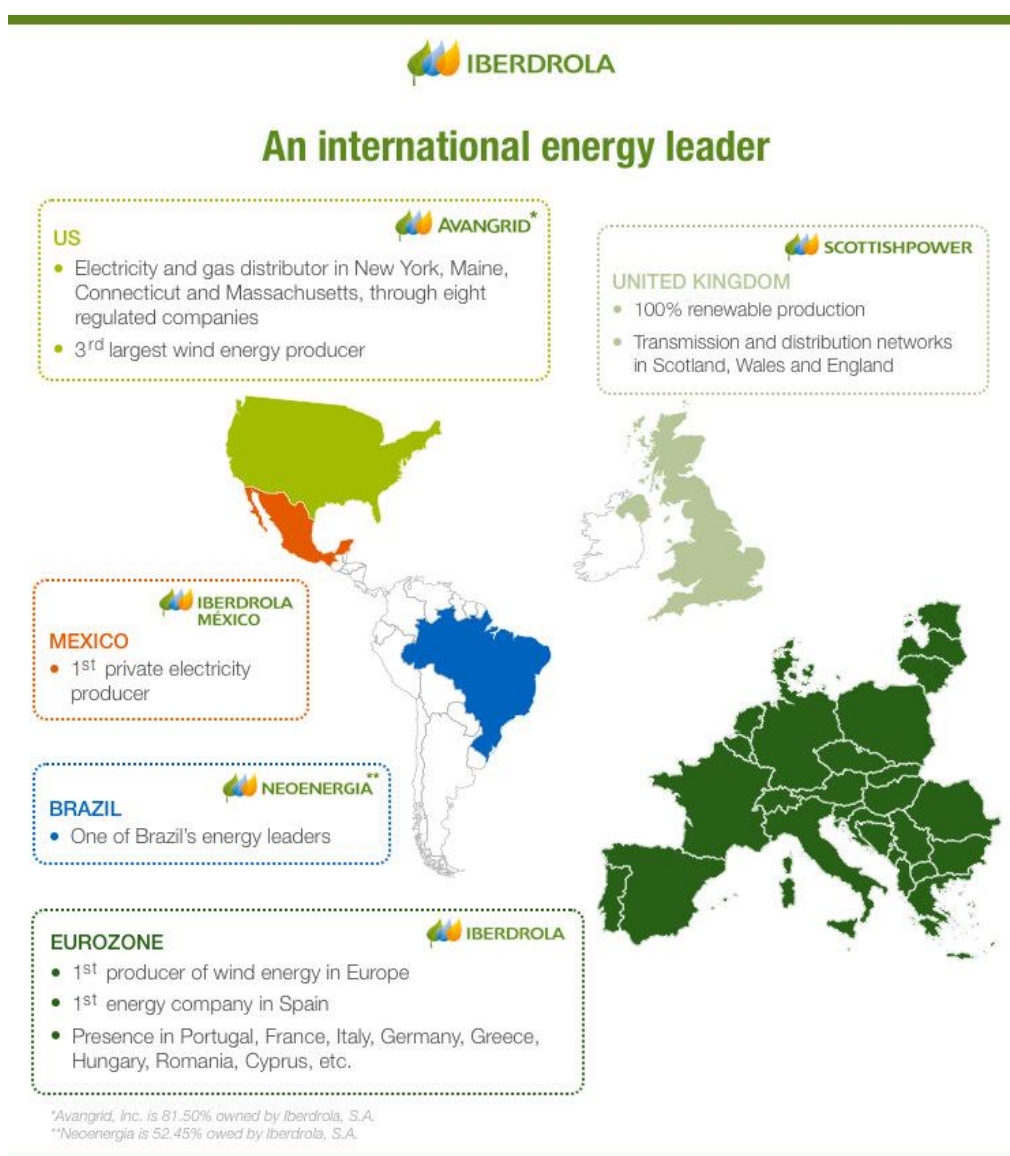 IBERDROLA
An international energy leader
AVANGRID*
US
• Electricity and gas distributor in New York, Maine,
Connecticut and Massachusetts, through eight
regulated companies
• 3rd largest wind energy producer
SCOTTISHPOWER
UNITED KINGDOM
• 100% renewable production
• Transmission and distribution networks
in Scotland, Wales and England
IBERDROLA
MÉXICO
MEXICO
• 1st private electricity
producer
NEOENERGIA**
BRAZIL
• One of Brazil's energy leaders
IBERDROLA
EUROZONE
• 1st producer of wind energy in Europe
• 1st energy company in Spain
• Presence in Portugal, France, Italy, Germany, Greece,
Hungary, Romania, Cyprus, etc.
*Avangrid, Inc. is 81.50% owned by Iberdrola, S.A.
**Neoenergia is 52.45% owed by Iberdrola, S.A.